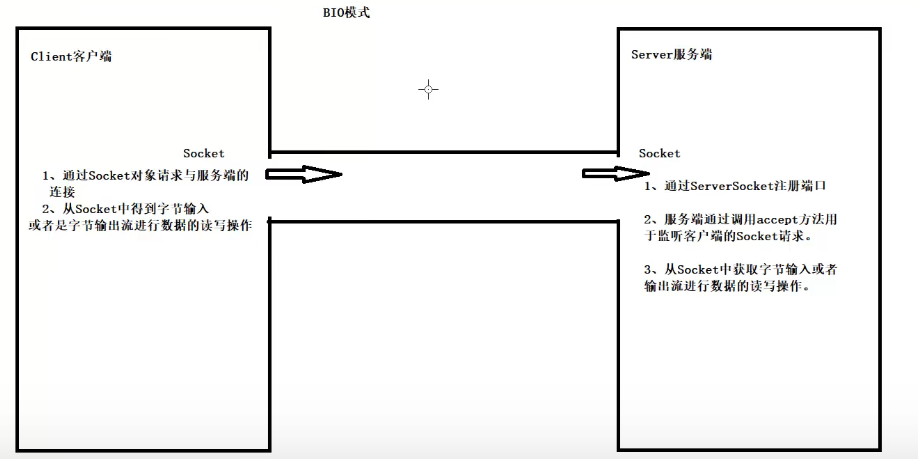 BIO模式
Client客户端
Socket
1、通过Socket对象请求与服务端的
连接
2、从Socket中得到字节输入
或者是字节输出流进行数据的读写操作
Server服务端
Socket
1、通过ServerSocket注册端口
2、服务端通过调用accept方法用
于监听客户端的Socket请求。
3、从Socket中获取字节输入或者
输出流进行数据的读写操作。